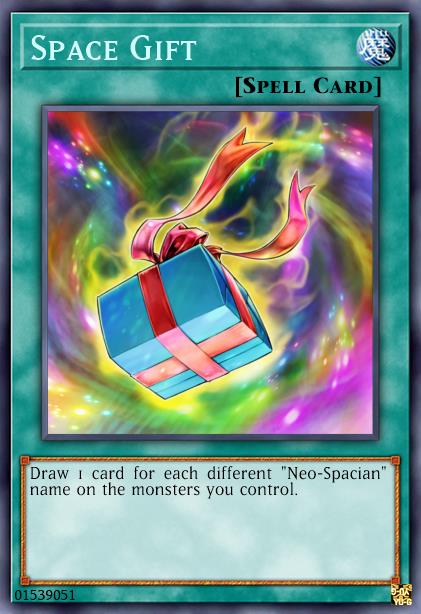 Space Gift
魔
[Spell Card]
Draw 1 card for each different "Neo-Spacian"
name on the monsters you control.
01539051